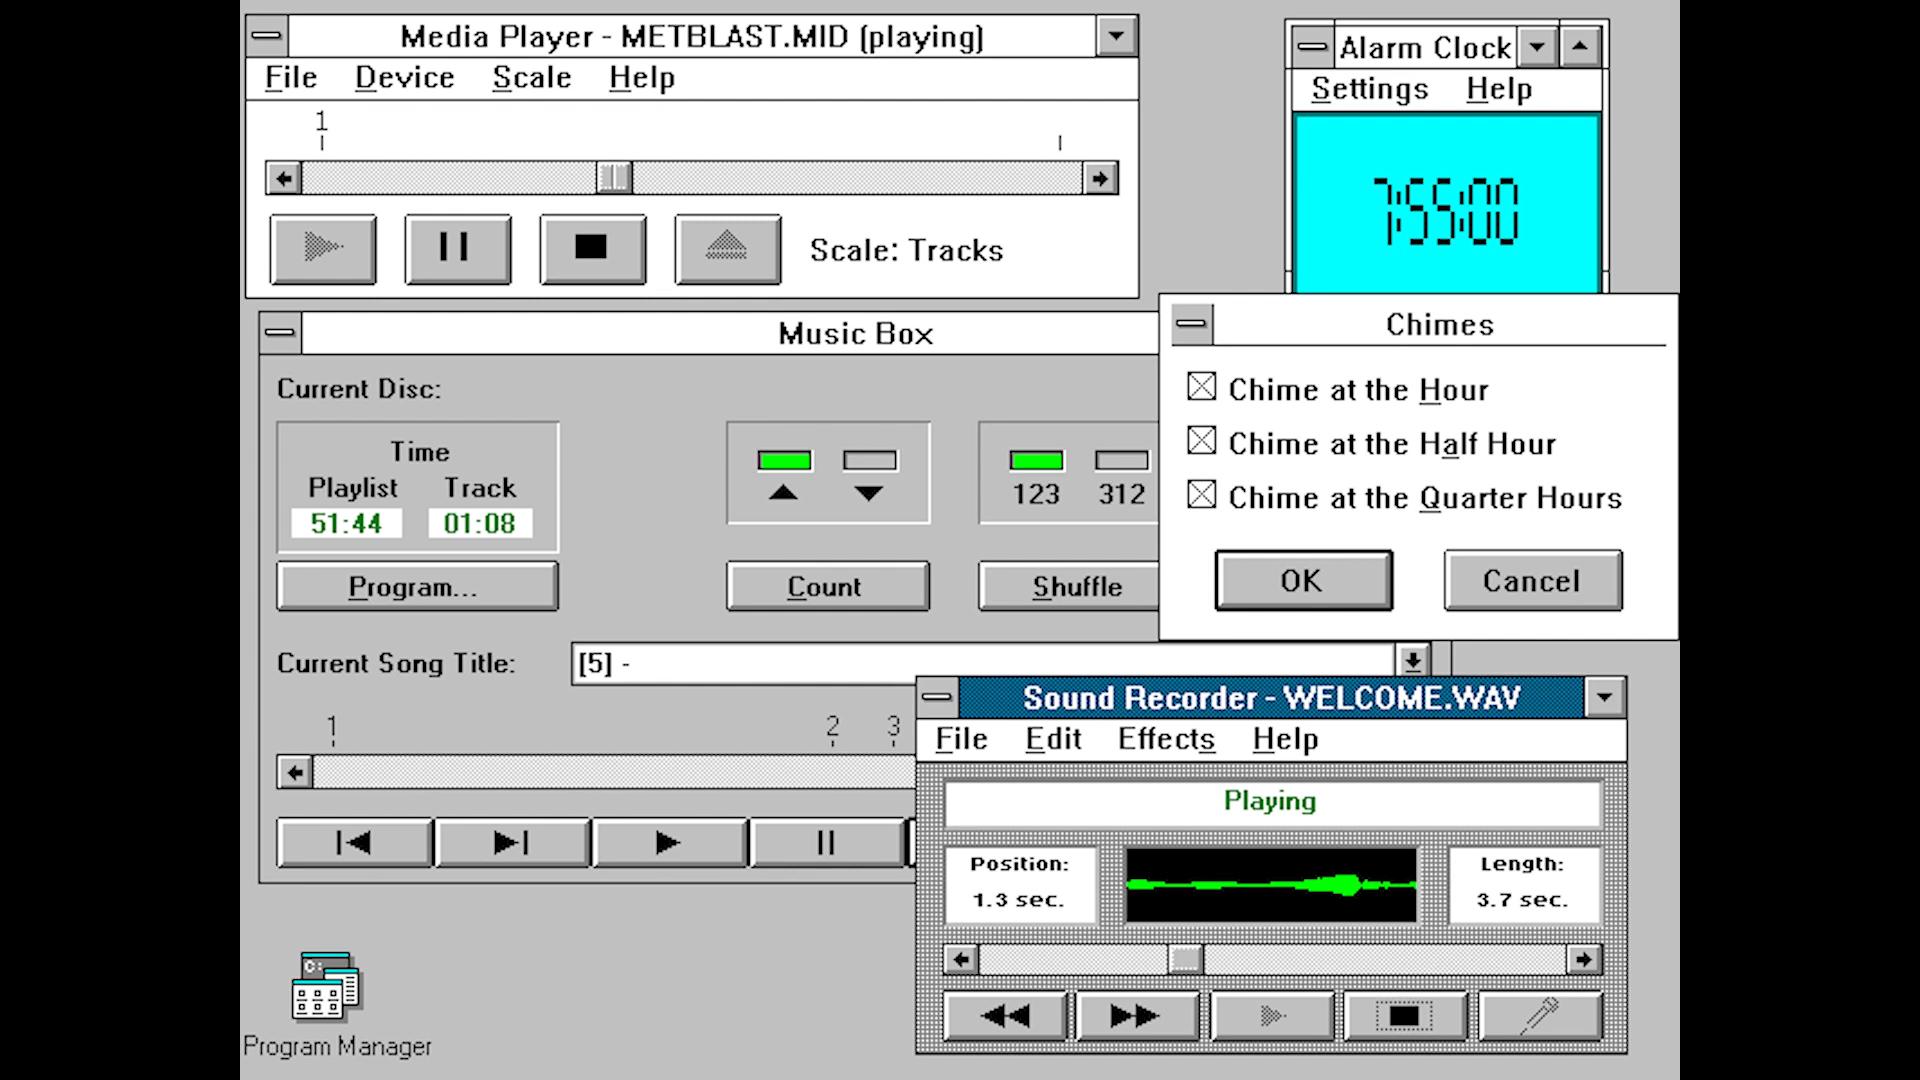 Media Player - METBLAST.MID (playing)
File Device Scale Help
1
Scale: Tracks
Alarm Clock
Settings Help
7:55:00
Music Box
Current Disc:
Time
Playlist Track
51:44 01:08
Program...
123 312
Count
Shuffle
Current Song Title:
[5] -
1 2 3
Chimes
Chime at the Hour
Chime at the Half Hour
Chime at the Quarter Hours
OK Cancel
Sound Recorder - WELCOME.WAV
File Edit Effects Help
Playing
Position:
1.3 sec.
Length:
3.7 sec.
C:
Program Manager